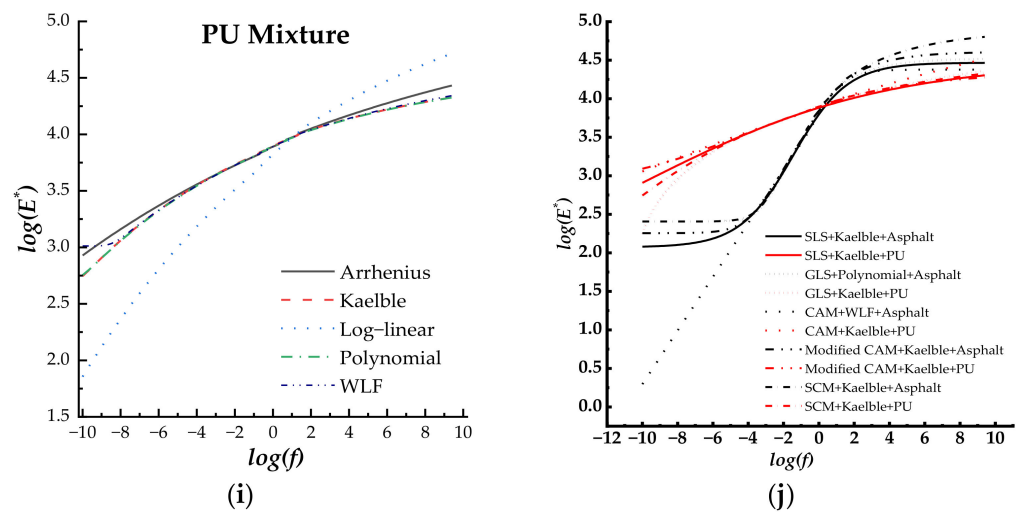 PU Mixture
log(E*)
5.0
4.5
4.0
3.5
3.0
2.5
2.0
1.5
Arrhenius
Kaelble
Log−linear
Polynomial
WLF
−10 −8 −6 −4 −2 0 2 4 6 8 10
log(f)
(i)
log(E*)
5.0
4.5
4.0
3.5
3.0
2.5
2.0
1.5
1.0
0.5
0.0
SLS+Kaelble+Asphalt
SLS+Kaelble+PU
GLS+Polynomial+Asphalt
GLS+Kaelble+PU
CAM+WLF+Asphalt
CAM+Kaelble+PU
Modified CAM+Kaelble+Asphalt
Modified CAM+Kaelble+PU
SCM+Kaelble+Asphalt
SCM+Kaelble+PU
−12 −10 −8 −6 −4 −2 0 2 4 6 8 10
log(f)
(j)